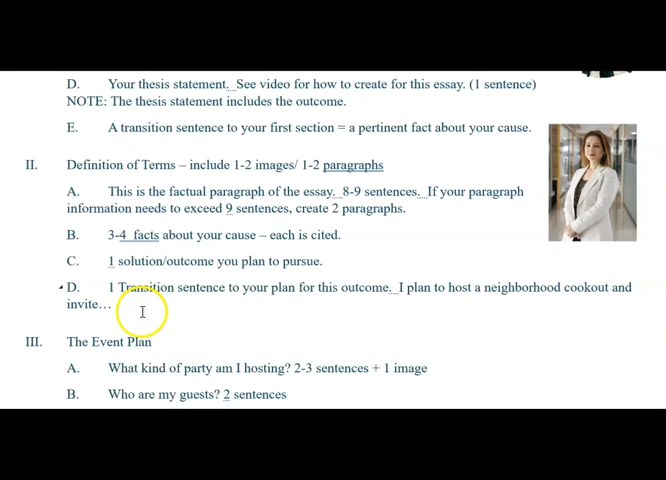 D. Your thesis statement. See video for how to create for this essay. (1 sentence)
NOTE: The thesis statement includes the outcome.
E. A transition sentence to your first section = a pertinent fact about your cause.
II. Definition of Terms – include 1-2 images/ 1-2 paragraphs
A. This is the factual paragraph of the essay. 8-9 sentences. If your paragraph
information needs to exceed 9 sentences, create 2 paragraphs.
B. 3-4 facts about your cause – each is cited.
C. 1 solution/outcome you plan to pursue.
D. 1 Transition sentence to your plan for this outcome. I plan to host a neighborhood cookout and
invite…
III. The Event Plan
A. What kind of party am I hosting? 2-3 sentences + 1 image
B. Who are my guests? 2 sentences